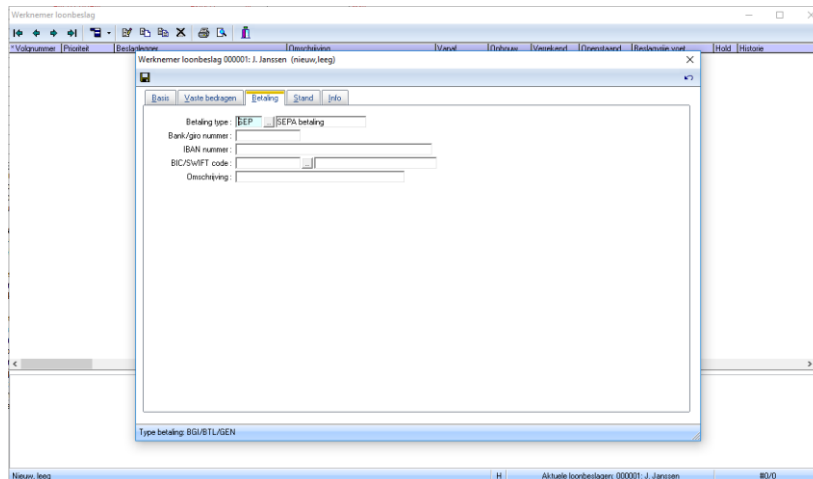 Werknemer loonbeslag
*Volgnummer Prioriteit Beslaglegger Omschrijving Vanaf Opbouw Verrekend Openstaand Beslagvrije voet Hold Historie
Werknemer loonbeslag 000001: J. Janssen (nieuw,leeg)
Basis Vaste bedragen Betaling Stand Info
Betaling type: SEP ... SEPA betaling
Bank/giro nummer:
IBAN nummer:
BIC/SWIFT code: ...
Omschrijving:
Type betaling: BGI/BTL/GEN
Nieuw, leeg H Aktuele loonbeslagen: 000001: J. Janssen #0/0